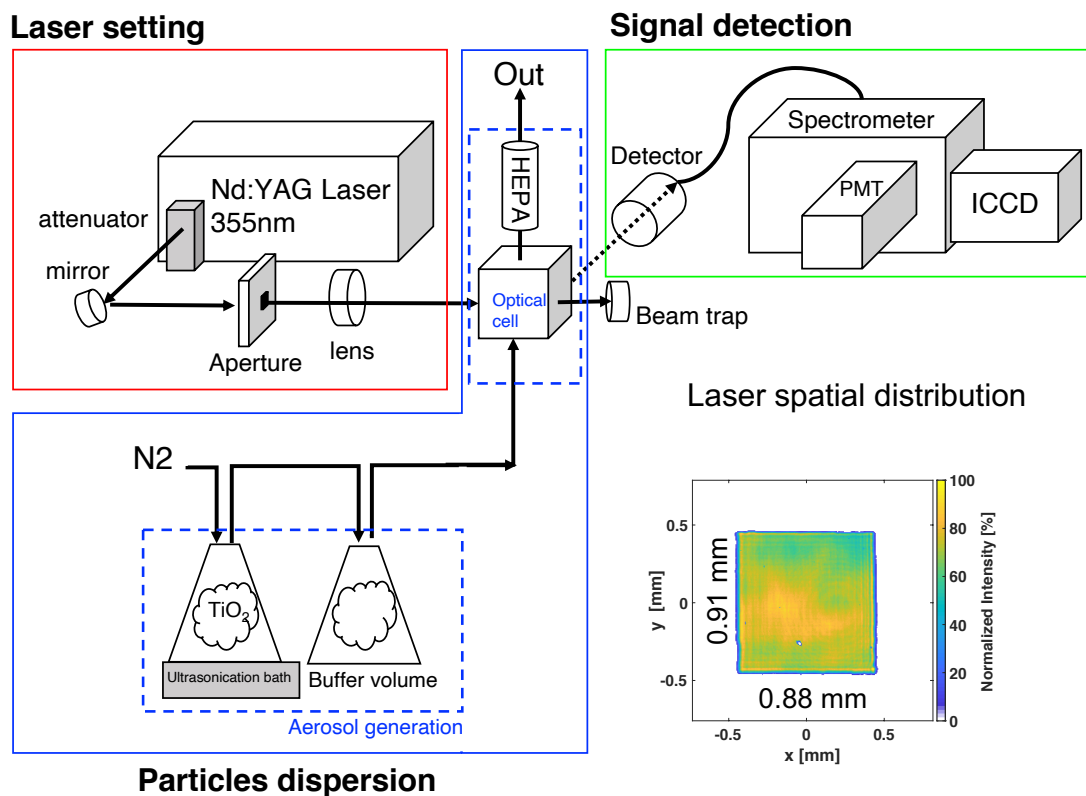 Laser setting
Signal detection
Out
HEPA
Spectrometer
Detector
PMT
ICCD
Nd:YAG Laser
355nm
attenuator
mirror
Aperture
lens
Optical
cell
Beam trap
Laser spatial distribution
N2
TiO2
Ultrasonication bath
Buffer volume
Aerosol generation
Particles dispersion
0.5
0
-0.5
y [mm]
0.91 mm
0.88 mm
-0.5
0
0.5
x [mm]
100
80
60
40
20
0
Normalized Intensity [%]